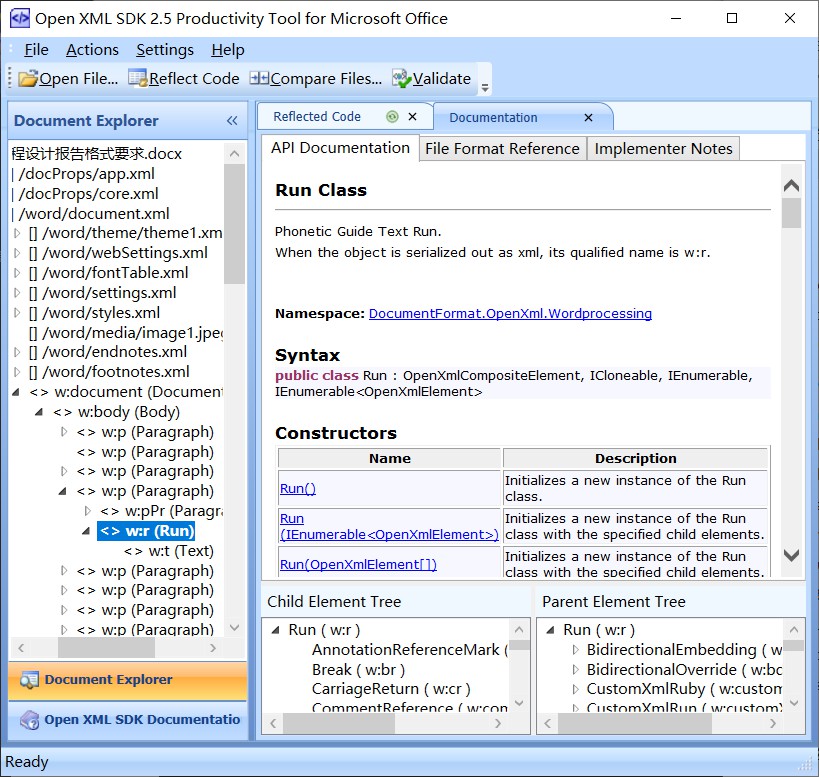 Open XML SDK 2.5 Productivity Tool for Microsoft Office
File Actions Settings Help
Open File... Reflect Code Compare Files... Validate
Document Explorer «
程设计报告格式要求.docx
| /docProps/app.xml
| /docProps/core.xml
| /word/document.xml
[] /word/theme/theme1.xm
[] /word/webSettings.xml
[] /word/fontTable.xml
[] /word/settings.xml
[] /word/styles.xml
[] /word/media/image1.jpeg
[] /word/endnotes.xml
[] /word/footnotes.xml
<> w:document (Document
<> w:body (Body)
<> w:p (Paragraph)
<> w:p (Paragraph)
<> w:p (Paragraph)
<> w:p (Paragraph)
<> w:pPr (Paragra
<> w:r (Run)
<> w:t (Text)
<> w:p (Paragraph)
<> w:p (Paragraph)
<> w:p (Paragraph)
<> w:p (Paragraph)
Document Explorer
Open XML SDK Documentatio
Reflected Code Documentation
API Documentation File Format Reference Implementer Notes
Run Class
Phonetic Guide Text Run.
When the object is serialized out as xml, its qualified name is w:r.
Namespace: DocumentFormat.OpenXml.Wordprocessing
Syntax
public class Run : OpenXmlCompositeElement, ICloneable, IEnumerable,
IEnumerable<OpenXmlElement>
Constructors
Name Description
Run() Initializes a new instance of the Run
class.
Run Initializes a new instance of the Run
(IEnumerable<OpenXmlElement>) class with the specified child elements.
Run(OpenXmlElement[]) Initializes a new instance of the Run
class with the specified child elements.
Child Element Tree
Run ( w:r )
AnnotationReferenceMark (
Break ( w:br )
CarriageReturn ( w:cr )
CommentReference ( w:com
Parent Element Tree
Run ( w:r )
BidirectionalEmbedding ( w
BidirectionalOverride ( w:bd
CustomXmlRuby ( w:custom
CustomXmlRun ( w:customX
Ready